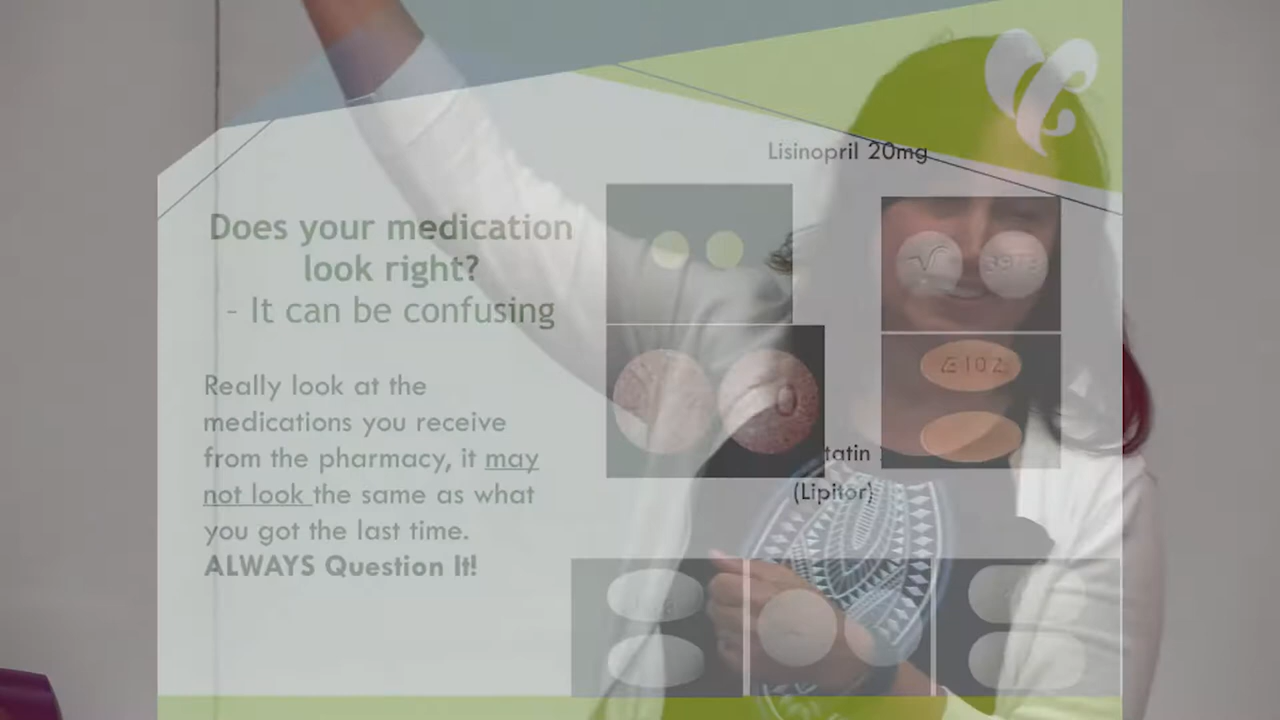 Lisinopril 20mg
Does your medication
look right?
- It can be confusing
Really look at the
medications you receive
from the pharmacy, it may
not look the same as what
you got the last time.
ALWAYS Question It!
E 102
tatin
(Lipitor)